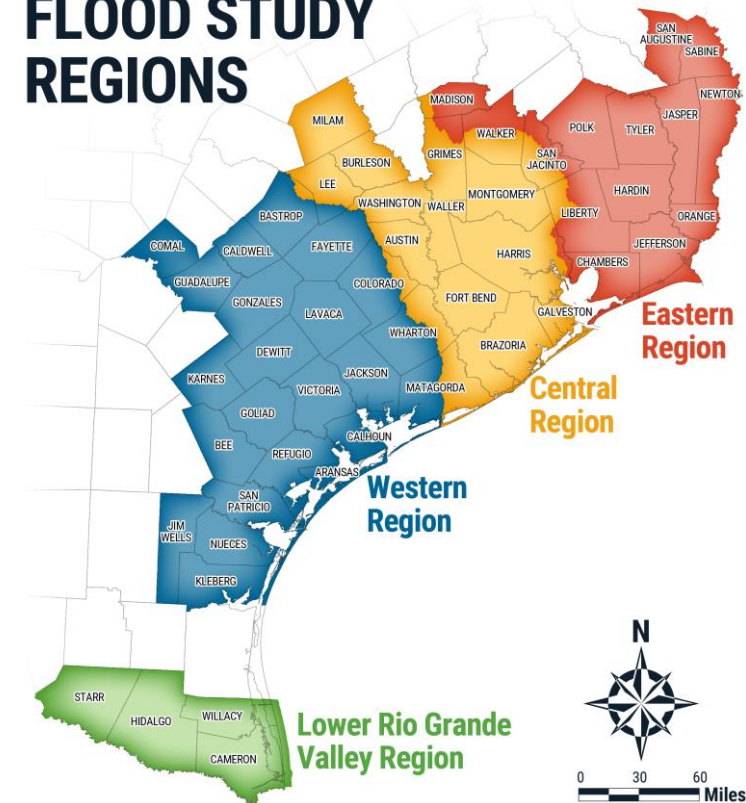 FLOOD STUDY
REGIONS
SAN
AUGUSTINE
SABINE
NEWTON
JASPER
MADISON
MILAM
WALKER
POLK
TYLER
GRIMES
SAN
JACINTO
BURLESON
LEE
HARDIN
WASHINGTON
WALLER
MONTGOMERY
LIBERTY
ORANGE
BASTROP
AUSTIN
COMAL
CALDWELL
FAYETTE
HARRIS
JEFFERSON
CHAMBERS
GUADALUPE
COLORADO
GONZALES
LAVACA
FORT BEND
GALVESTON
Eastern
Region
WHARTON
BRAZORIA
DEWITT
KARNES
JACKSON
VICTORIA
MATAGORDA
Central
Region
GOLIAD
BEE
CALHOUN
REFUGIO
ARANSAS
Western
Region
SAN
PATRICIO
JIM
WELLS
NUECES
KLEBERG
N
STARR
HIDALGO
WILLACY
CAMERON
Lower Rio Grande
Valley Region
0 30 60
Miles